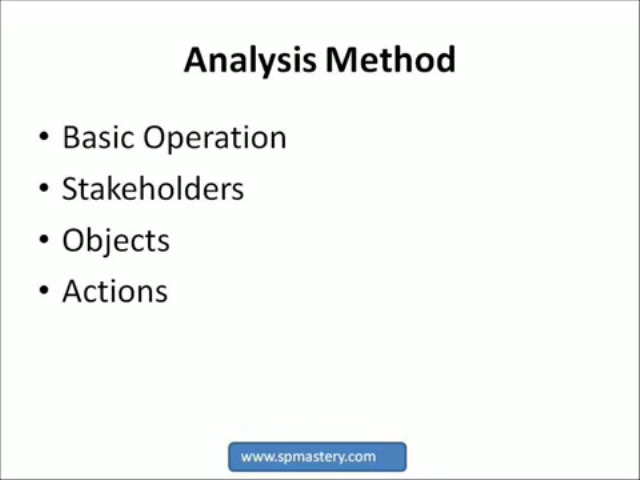 Analysis Method
• Basic Operation
• Stakeholders
• Objects
• Actions
www.spmastery.com